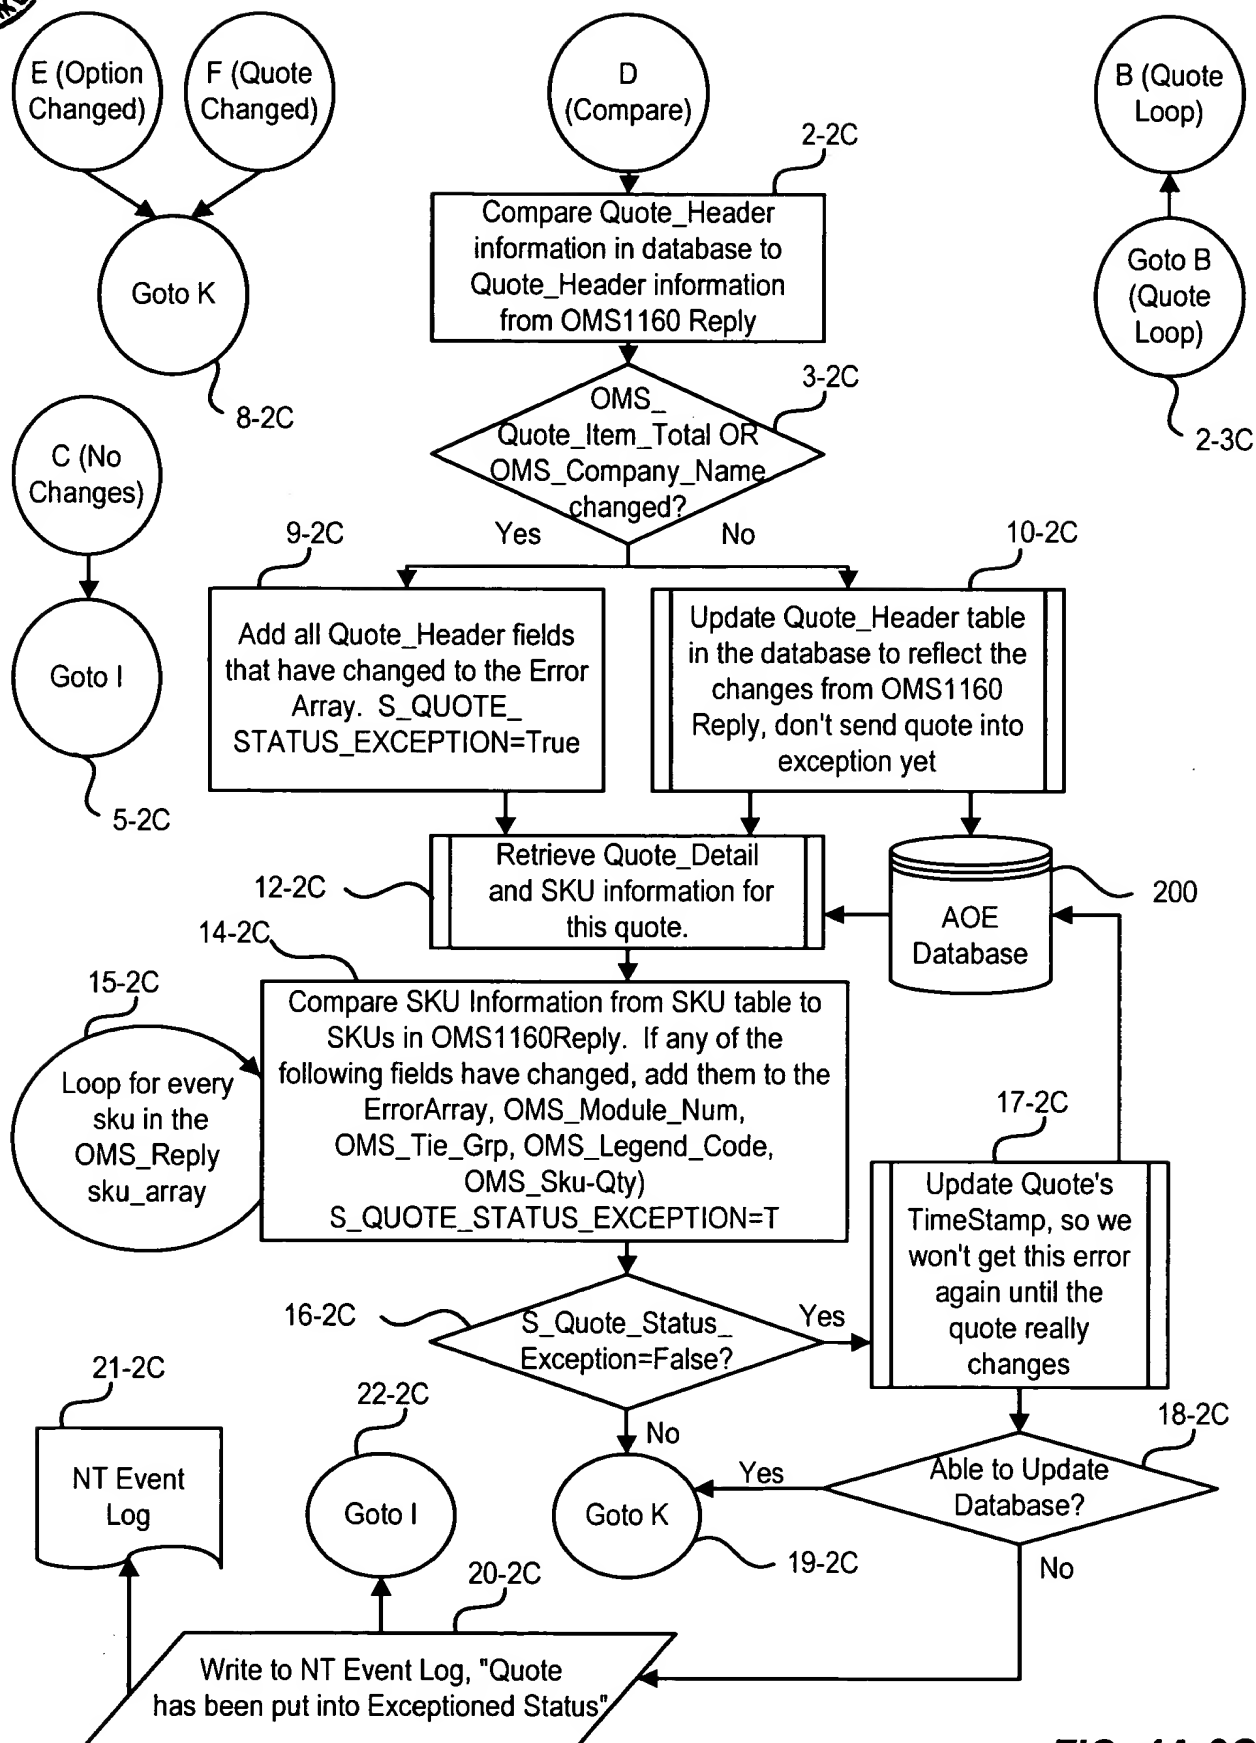 E (Option
Changed)
F (Quote
Changed)
D
(Compare)
B (Quote
Loop)
2-2C
Compare Quote_Header
information in database to
Quote_Header information
from OMS1160 Reply
Goto K
8-2C
Goto B
(Quote
Loop)
2-3C
3-2C
OMS_
Quote_Item_Total OR
OMS_Company_Name
changed?
C (No
Changes)
Yes
No
9-2C
10-2C
Add all Quote_Header fields
that have changed to the Error
Array. S_QUOTE_
STATUS_EXCEPTION=True
Update Quote_Header table
in the database to reflect the
changes from OMS1160
Reply, don't send quote into
exception yet
Goto I
5-2C
12-2C
Retrieve Quote_Detail
and SKU information for
this quote.
200
AOE
Database
14-2C
15-2C
Loop for every
sku in the
OMS_Reply
sku_array
Compare SKU Information from SKU table to
SKUs in OMS1160Reply. If any of the
following fields have changed, add them to the
ErrorArray, OMS_Module_Num,
OMS_Tie_Grp, OMS_Legend_Code,
OMS_Sku-Qty)
S_QUOTE_STATUS_EXCEPTION=T
17-2C
Update Quote's
TimeStamp, so we
won't get this error
again until the
quote really
changes
16-2C
S_Quote_Status_
Exception=False?
Yes
No
21-2C
NT Event
Log
22-2C
Goto I
Goto K
19-2C
Yes
18-2C
Able to Update
Database?
No
20-2C
Write to NT Event Log, "Quote
has been put into Exceptioned Status"